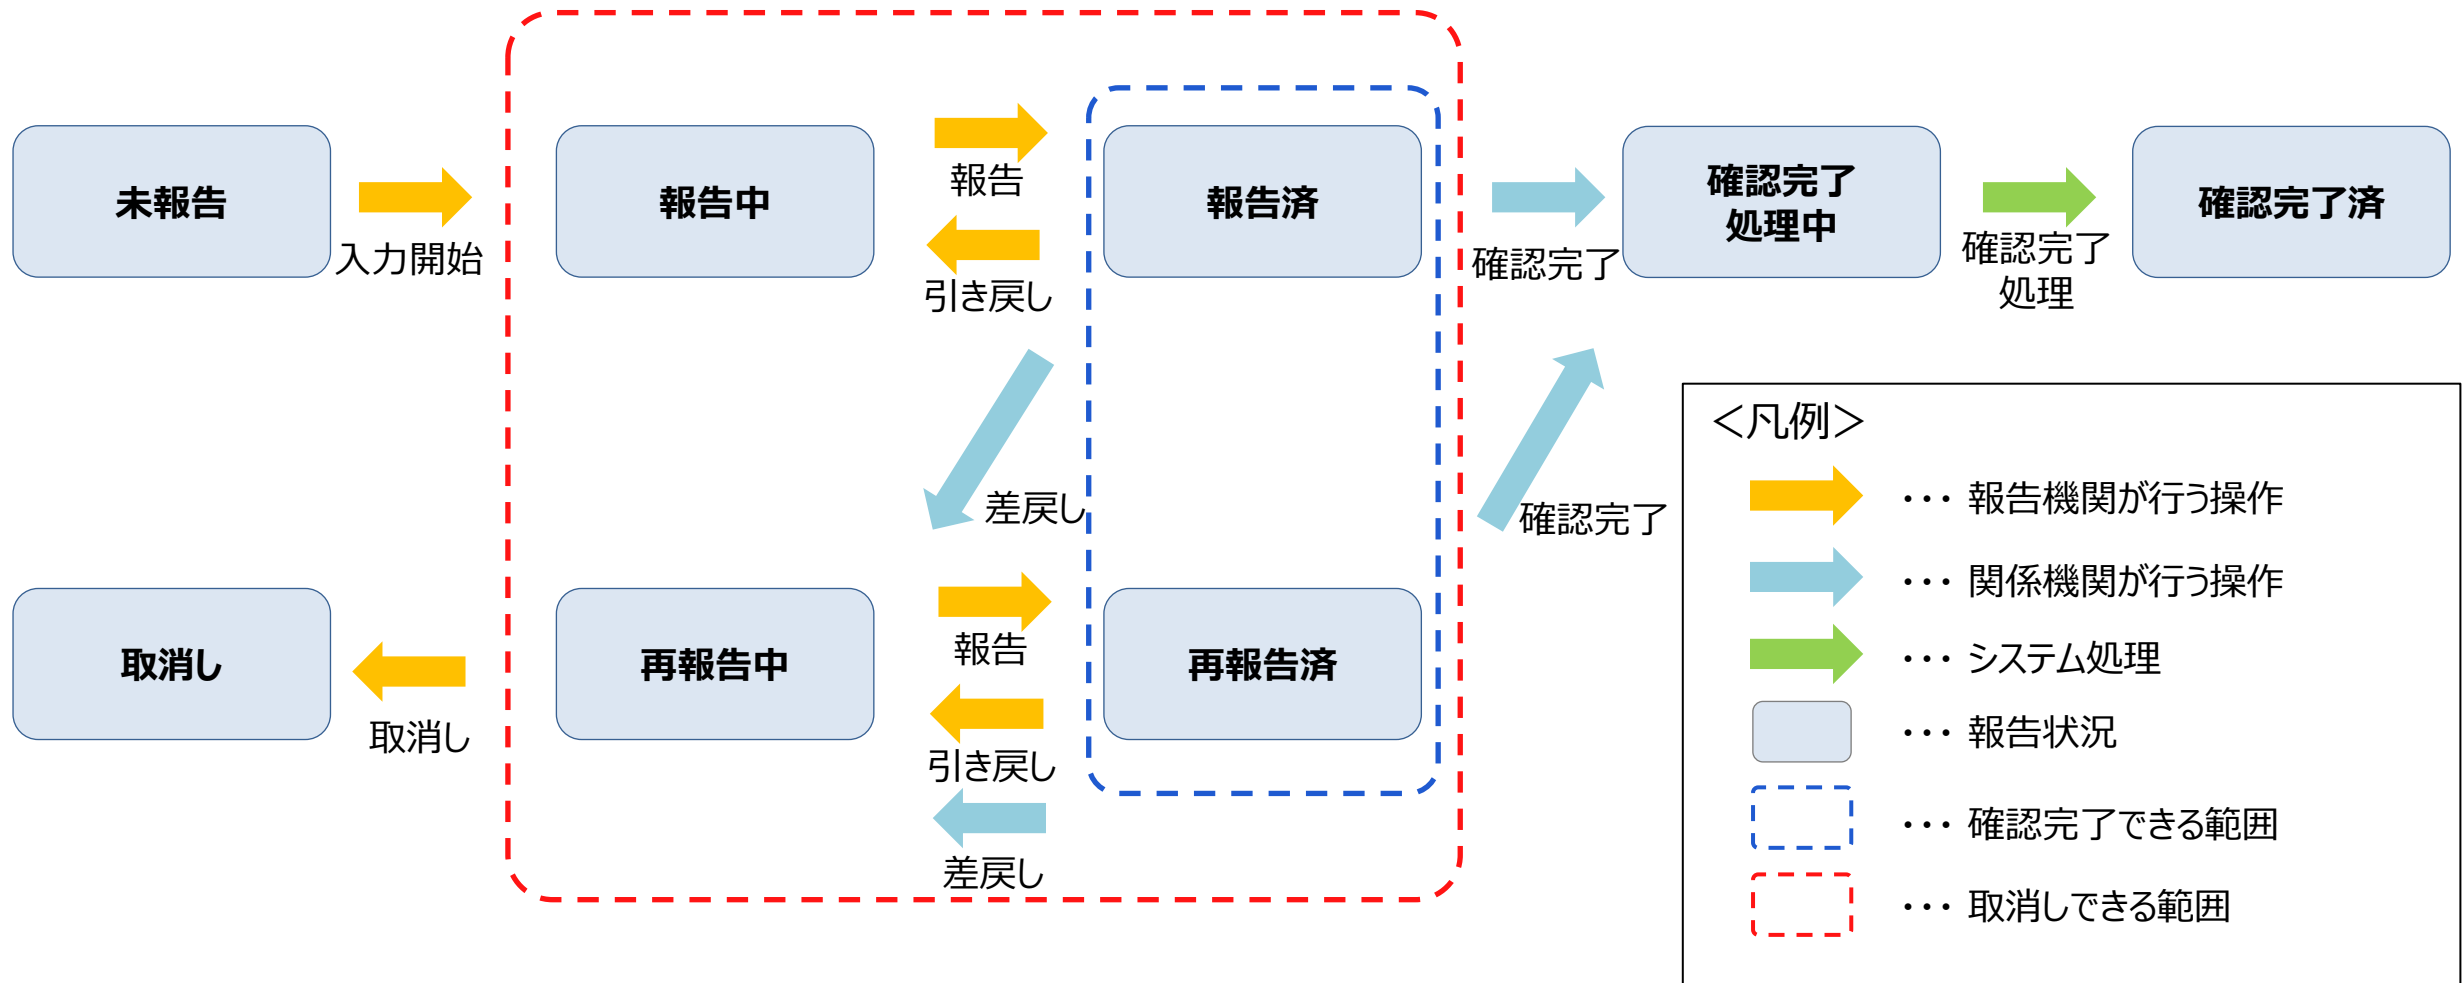 未報告
入力開始
報告中
報告
引き戻し
報告済
確認完了
確認完了
処理中
確認完了
処理
確認完了済
差戻し
確認完了
取消し
取消し
再報告中
報告
引き戻し
差戻し
再報告済
＜凡例＞
・・・ 報告機関が行う操作
・・・ 関係機関が行う操作
・・・ システム処理
・・・ 報告状況
・・・ 確認完了できる範囲
・・・ 取消しできる範囲